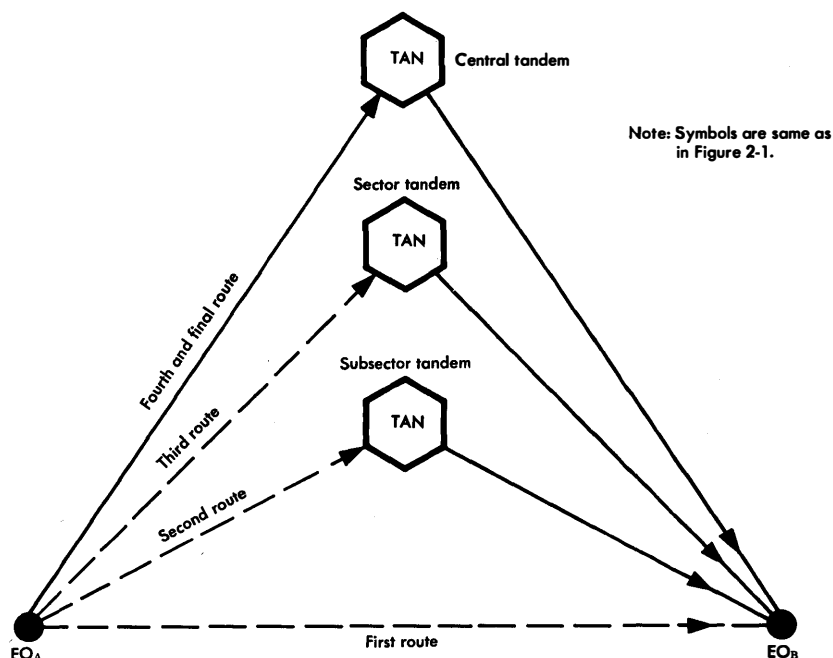 TAN
Central tandem
Note: Symbols are same as
in Figure 2-1.
Sector tandem
TAN
Fourth and final route
Subsector tandem
Third route
TAN
Second route
First route
EOA
EOB